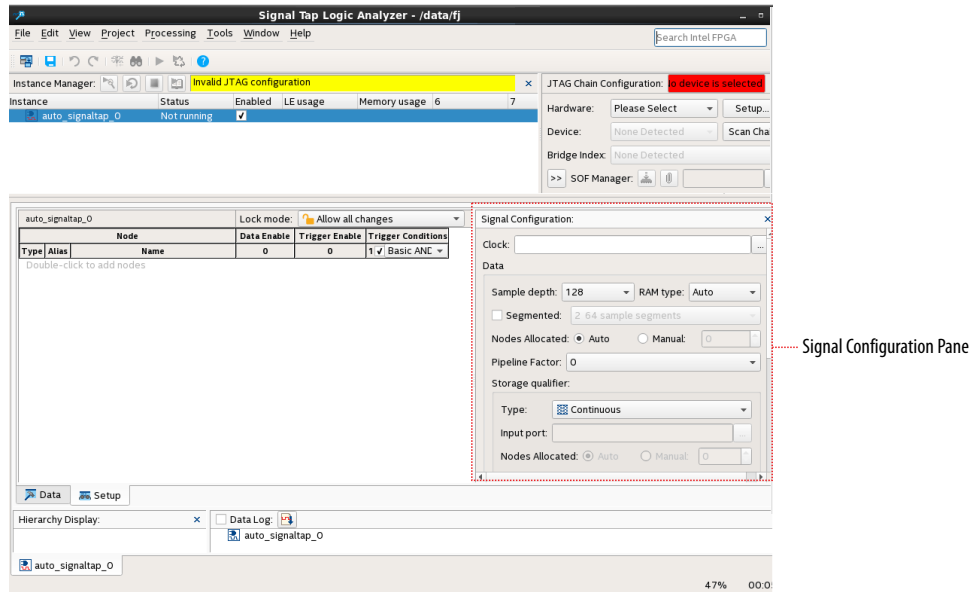 Signal Tap Logic Analyzer - /data/fj
File Edit View Project Processing Tools Window Help
Search Intel FPGA
Instance Manager: Invalid JTAG configuration
Instance Status Enabled LE usage Memory usage 6 7
auto_signaltap_0 Not running
JTAG Chain Configuration: No device is selected
Hardware: Please Select Setup...
Device: None Detected Scan Cha
Bridge Index: None Detected
>> SOF Manager:
auto_signaltap_0 Lock mode: Allow all changes
Node Data Enable Trigger Enable Trigger Conditions
Type Alias Name 0 0 1 Basic AND
Double-click to add nodes
Signal Configuration:
Clock: ...
Data
Sample depth: 128 RAM type: Auto
Segmented: 2 64 sample segments
Nodes Allocated: Auto Manual: 0
Pipeline Factor: 0
Storage qualifier:
Type: Continuous
Input port: ...
Nodes Allocated: Auto Manual: 0
Signal Configuration Pane
Data Setup
Hierarchy Display:
Data Log:
auto_signaltap_0
auto_signaltap_0
47% 00:0